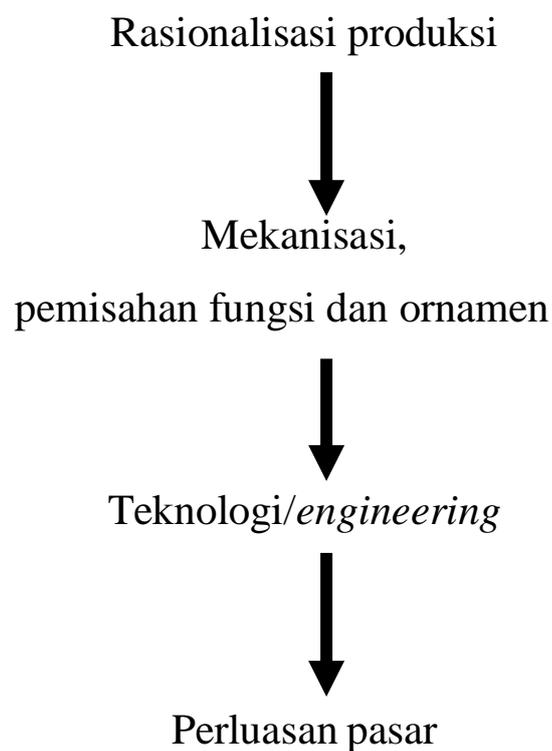 Rasionalisasi produksi
Mekanisasi,
pemisahan fungsi dan ornamen
Teknologi/engineering
Perluasan pasar